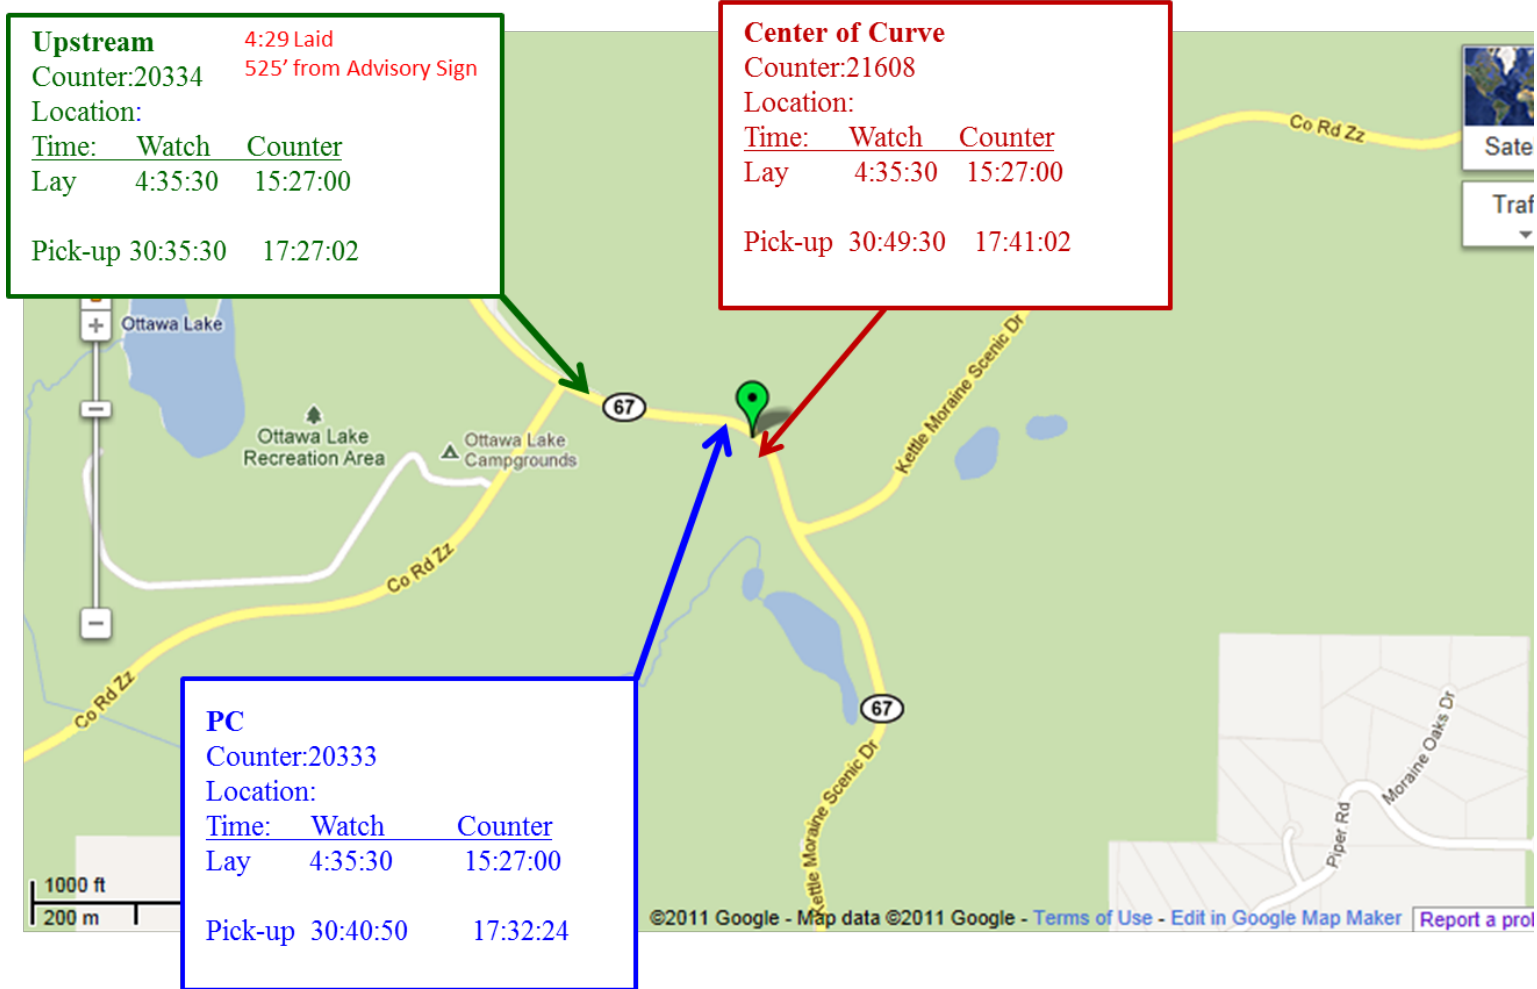 Upstream
4:29 Laid
525' from Advisory Sign
Counter:20334
Location:
Time: Watch Counter
Lay 4:35:30 15:27:00
Pick-up 30:35:30 17:27:02
Center of Curve
Counter:21608
Location:
Time: Watch Counter
Lay 4:35:30 15:27:00
Pick-up 30:49:30 17:41:02
Co Rd Zz
Sate
Traf
Ottawa Lake
Ottawa Lake
Recreation Area
Ottawa Lake
Campgrounds
67
Kettle Moraine Scenic Dr
Co Rd Zz
Co Rd Zz
67
Kettle Moraine Scenic Dr
Moraine Oaks Dr
Piper Rd
PC
Counter:20333
Location:
Time: Watch Counter
Lay 4:35:30 15:27:00
Pick-up 30:40:50 17:32:24
1000 ft
200 m
©2011 Google - Map data ©2011 Google - Terms of Use - Edit in Google Map Maker
Report a prob